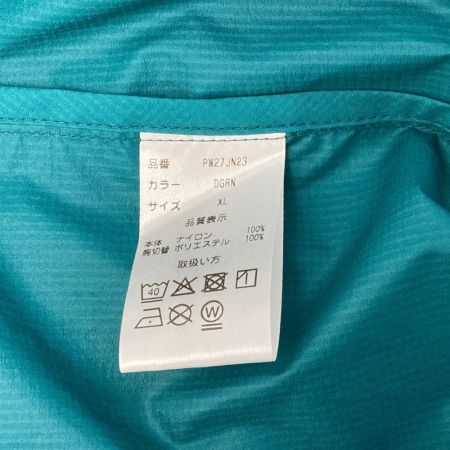 品番 PW27JN23
カラー DGRN
サイズ XL
品質表示
本体 ナイロン 100%
胸切替 ポリエステル 100%
取扱い方
40
W